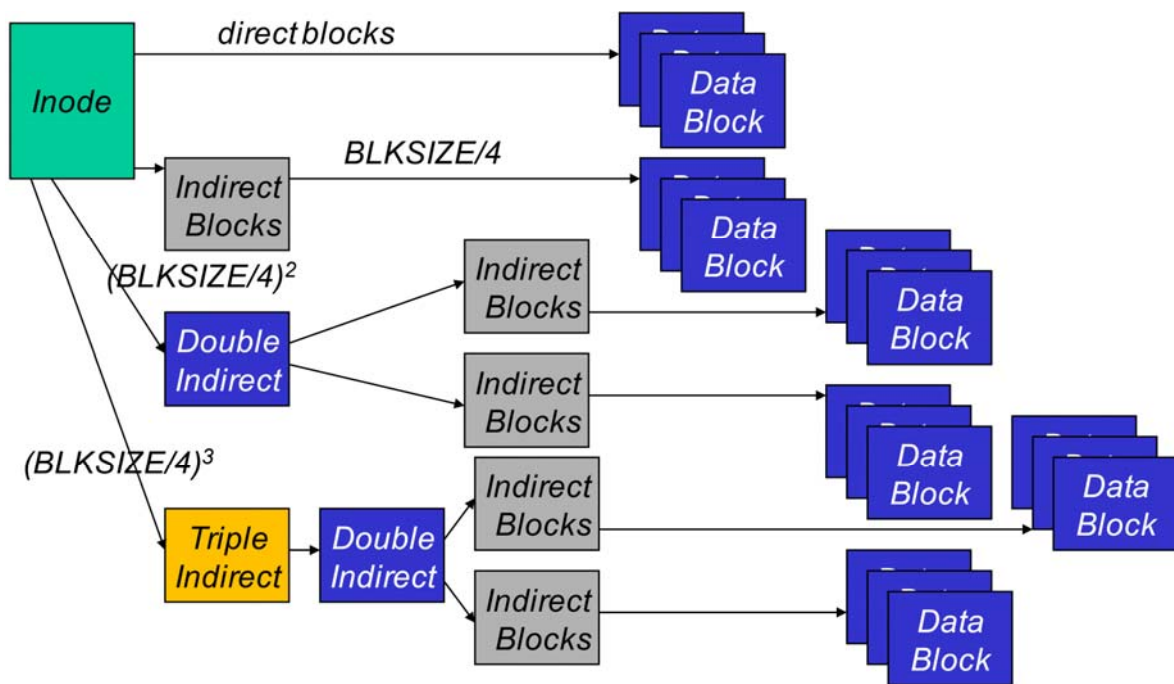 direct blocks
Inode
Data
Block
BLKSIZE/4
Indirect
Blocks
Data
Block
(BLKSIZE/4)²
Indirect
Blocks
Data
Block
Double
Indirect
Indirect
Blocks
Data
Block
(BLKSIZE/4)³
Indirect
Blocks
Data
Block
Triple
Indirect
Double
Indirect
Indirect
Blocks
Data
Block